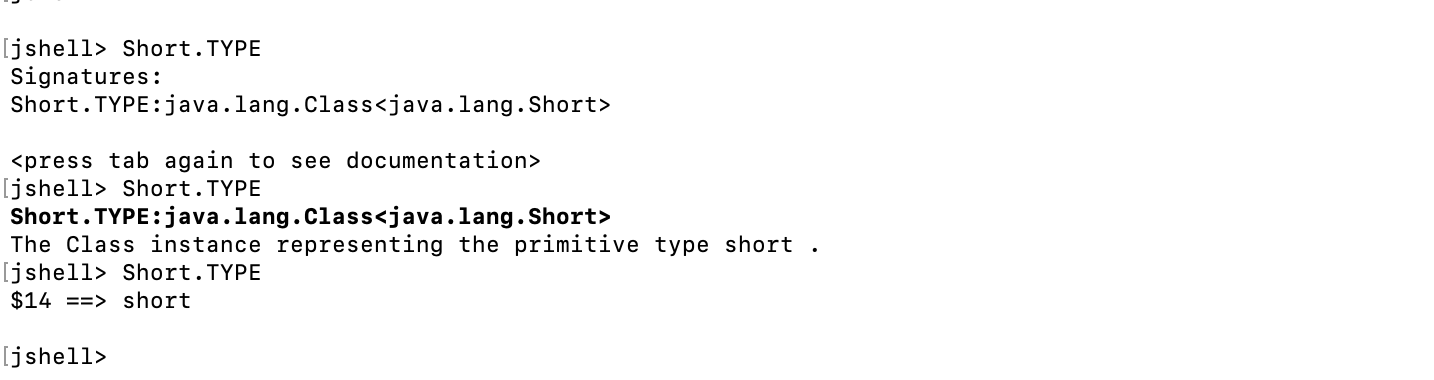 [jshell> Short.TYPE
Signatures:
Short.TYPE:java.lang.Class<java.lang.Short>
<press tab again to see documentation>
[jshell> Short.TYPE
Short.TYPE:java.lang.Class<java.lang.Short>
The Class instance representing the primitive type short .
[jshell> Short.TYPE
$14 ==> short
[jshell>